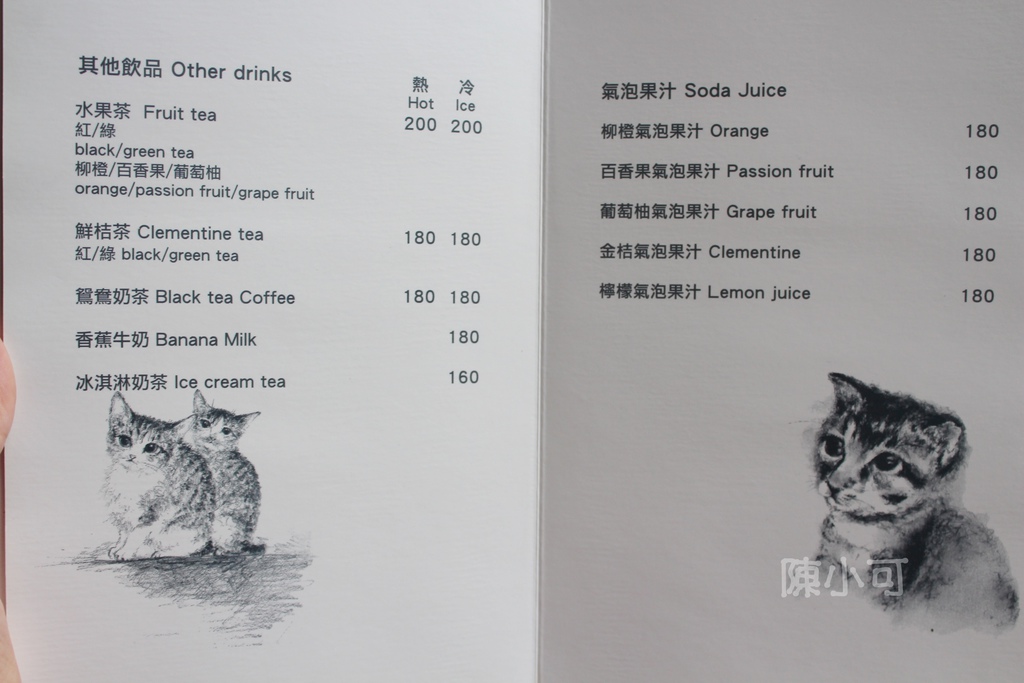 其他飲品 Other drinks
熱 冷
Hot Ice
水果茶 Fruit tea 200 200
紅/綠
black/green tea
柳橙/百香果/葡萄柚
orange/passion fruit/grape fruit
鮮桔茶 Clementine tea 180 180
紅/綠 black/green tea
鴛鴦奶茶 Black tea Coffee 180 180
香蕉牛奶 Banana Milk 180
冰淇淋奶茶 Ice cream tea 160
氣泡果汁 Soda Juice
柳橙氣泡果汁 Orange 180
百香果氣泡果汁 Passion fruit 180
葡萄柚氣泡果汁 Grape fruit 180
金桔氣泡果汁 Clementine 180
檸檬氣泡果汁 Lemon juice 180
陳小可